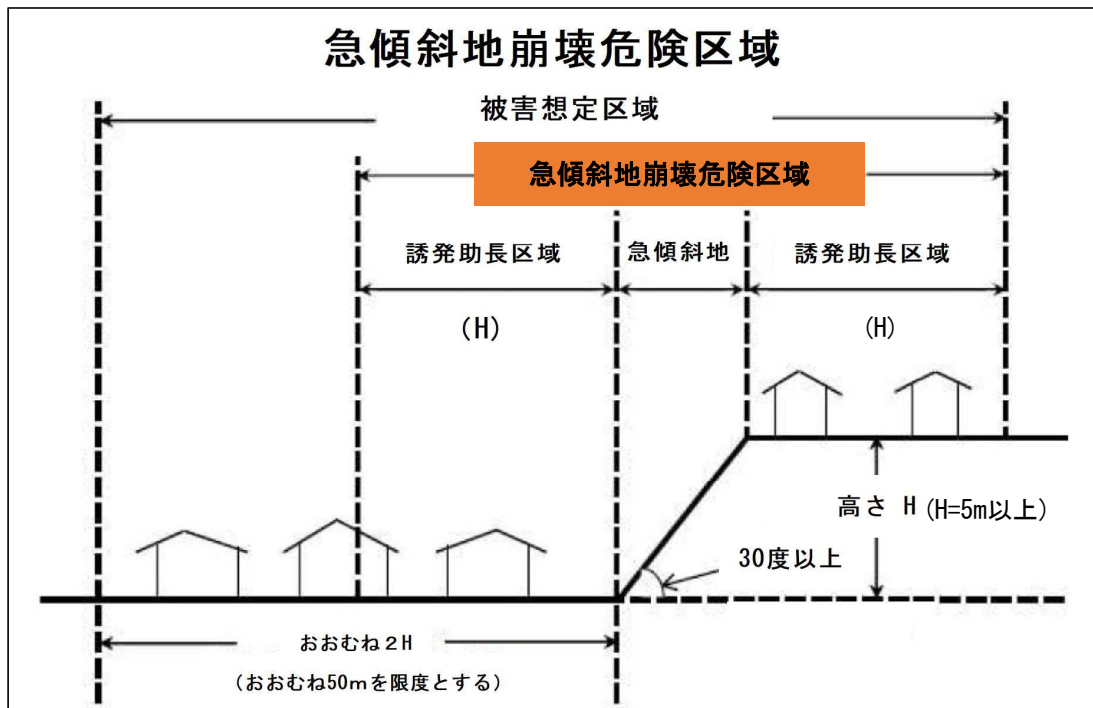 急傾斜地崩壊危険区域
被害想定区域
急傾斜地崩壊危険区域
誘発助長区域
急傾斜地
誘発助長区域
(H)
(H)
高さ H (H=5m以上)
30度以上
おおむね2H
(おおむね50mを限度とする)